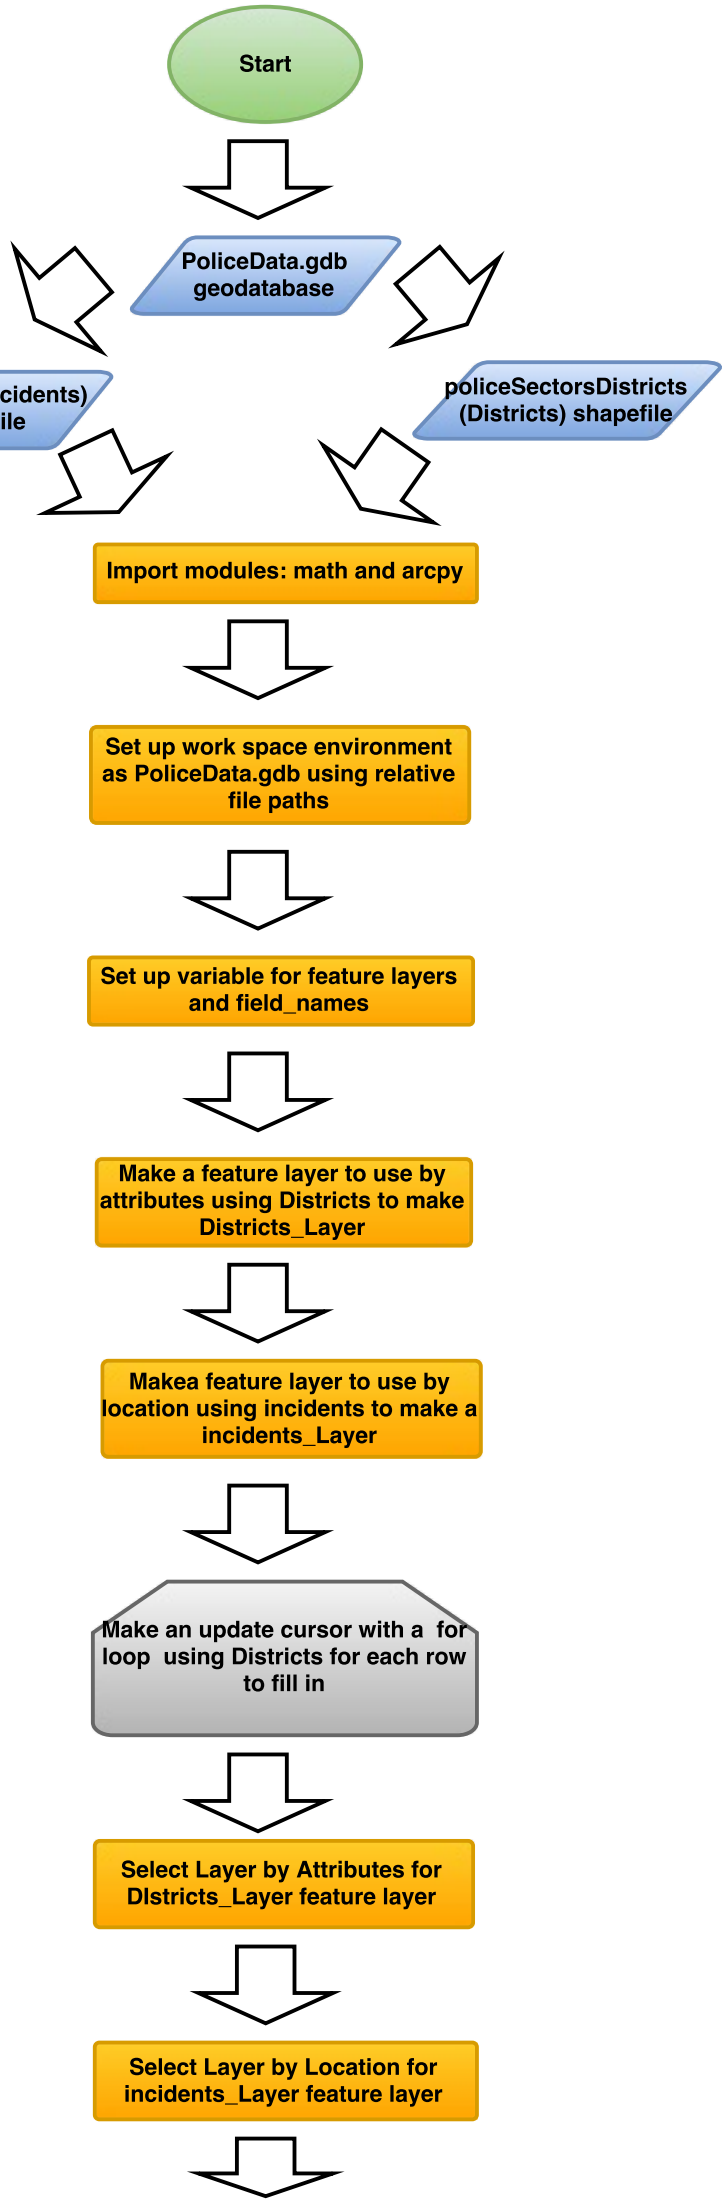 Start
PoliceData.gdb
geodatabase
cidents)
ile
policeSectorsDistricts
(Districts) shapefile
Import modules: math and arcpy
Set up work space environment
as PoliceData.gdb using relative
file paths
Set up variable for feature layers
and field_names
Make a feature layer to use by
attributes using Districts to make
Districts_Layer
Makea feature layer to use by
location using incidents to make a
incidents_Layer
Make an update cursor with a  for
loop  using Districts for each row
to fill in
Select Layer by Attributes for
DIstricts_Layer feature layer
Select Layer by Location for
incidents_Layer feature layer